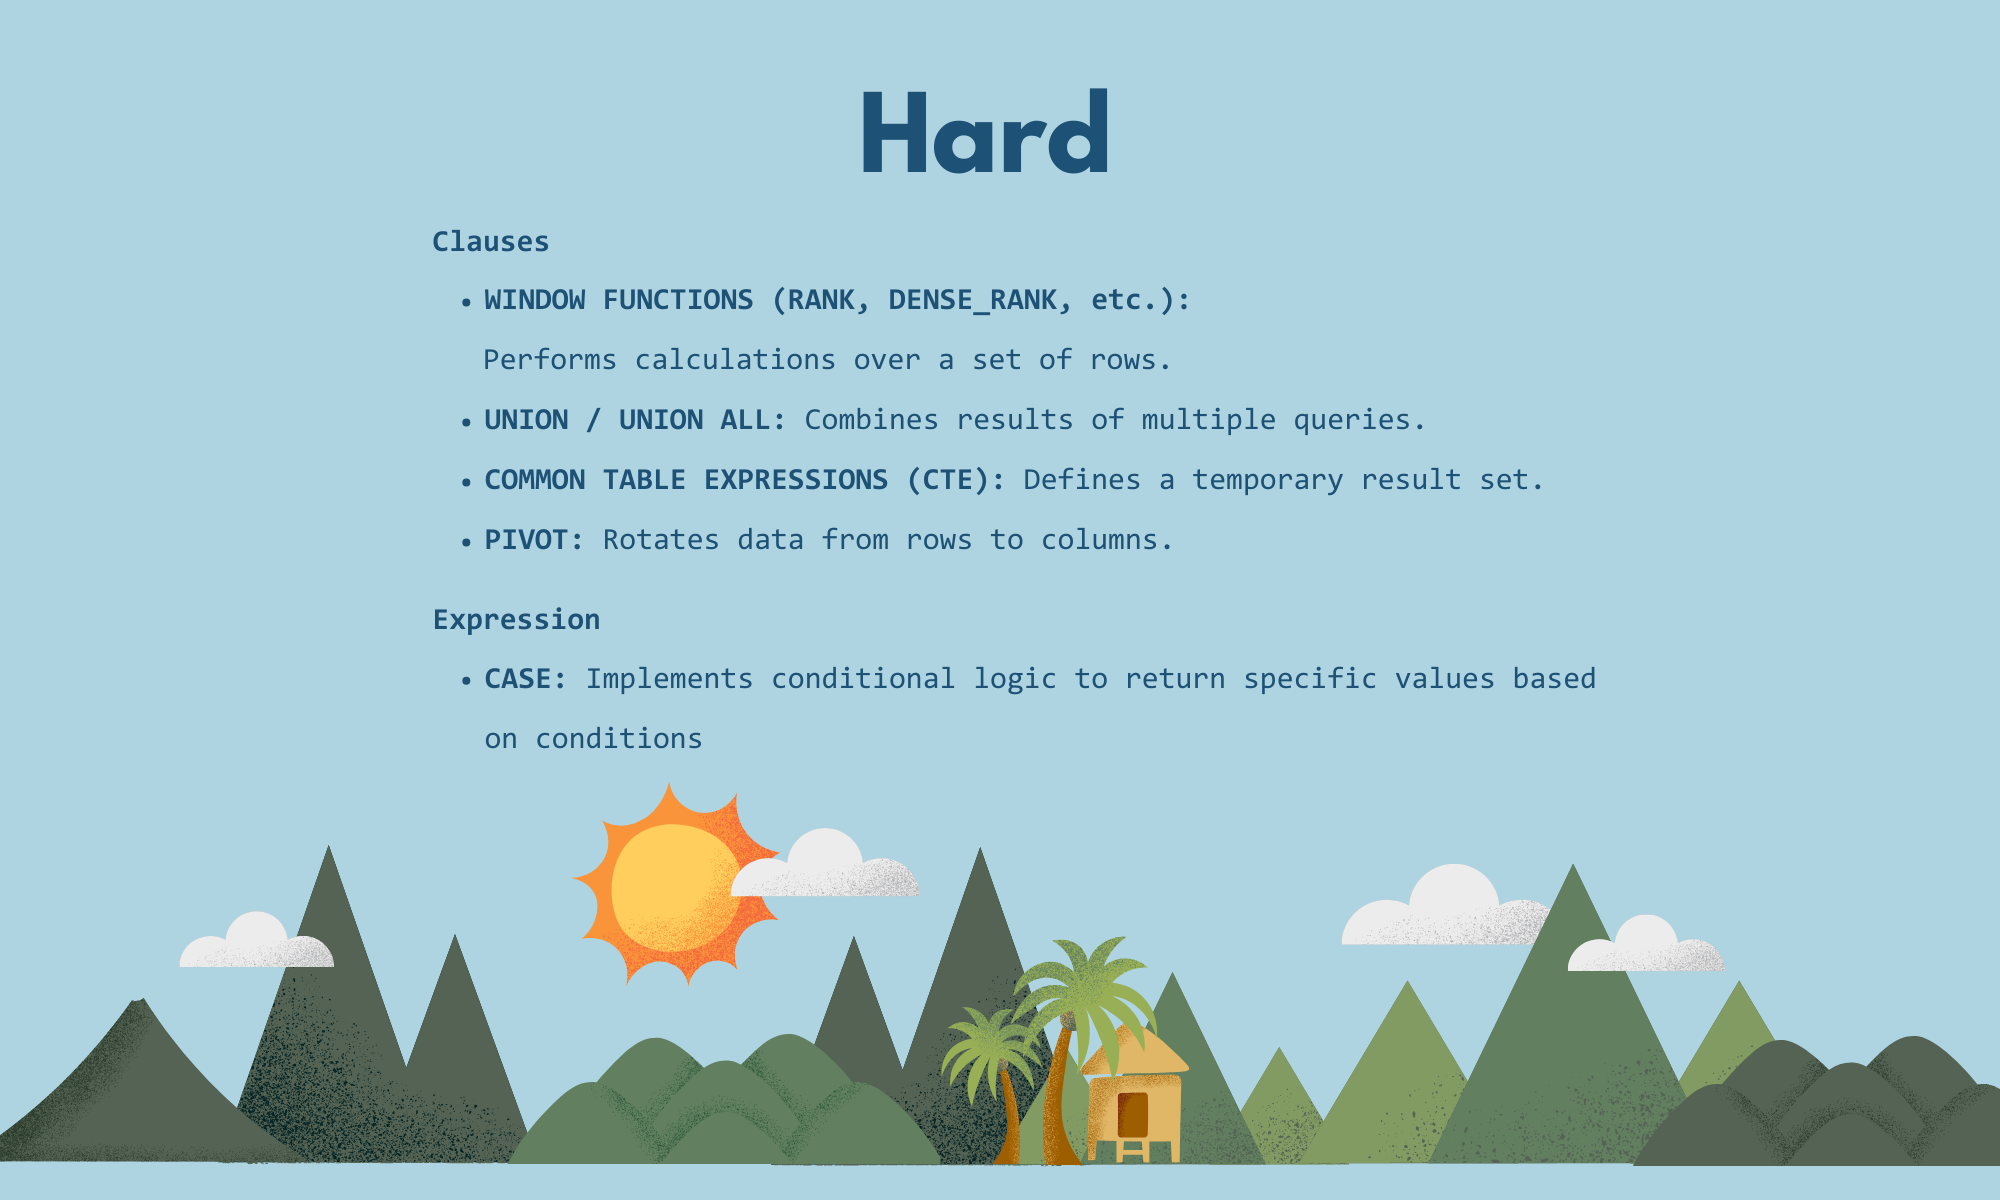 Hard
Clauses
• WINDOW FUNCTIONS (RANK, DENSE_RANK, etc.):
Performs calculations over a set of rows.
• UNION / UNION ALL: Combines results of multiple queries.
• COMMON TABLE EXPRESSIONS (CTE): Defines a temporary result set.
• PIVOT: Rotates data from rows to columns.
Expression
• CASE: Implements conditional logic to return specific values based
on conditions